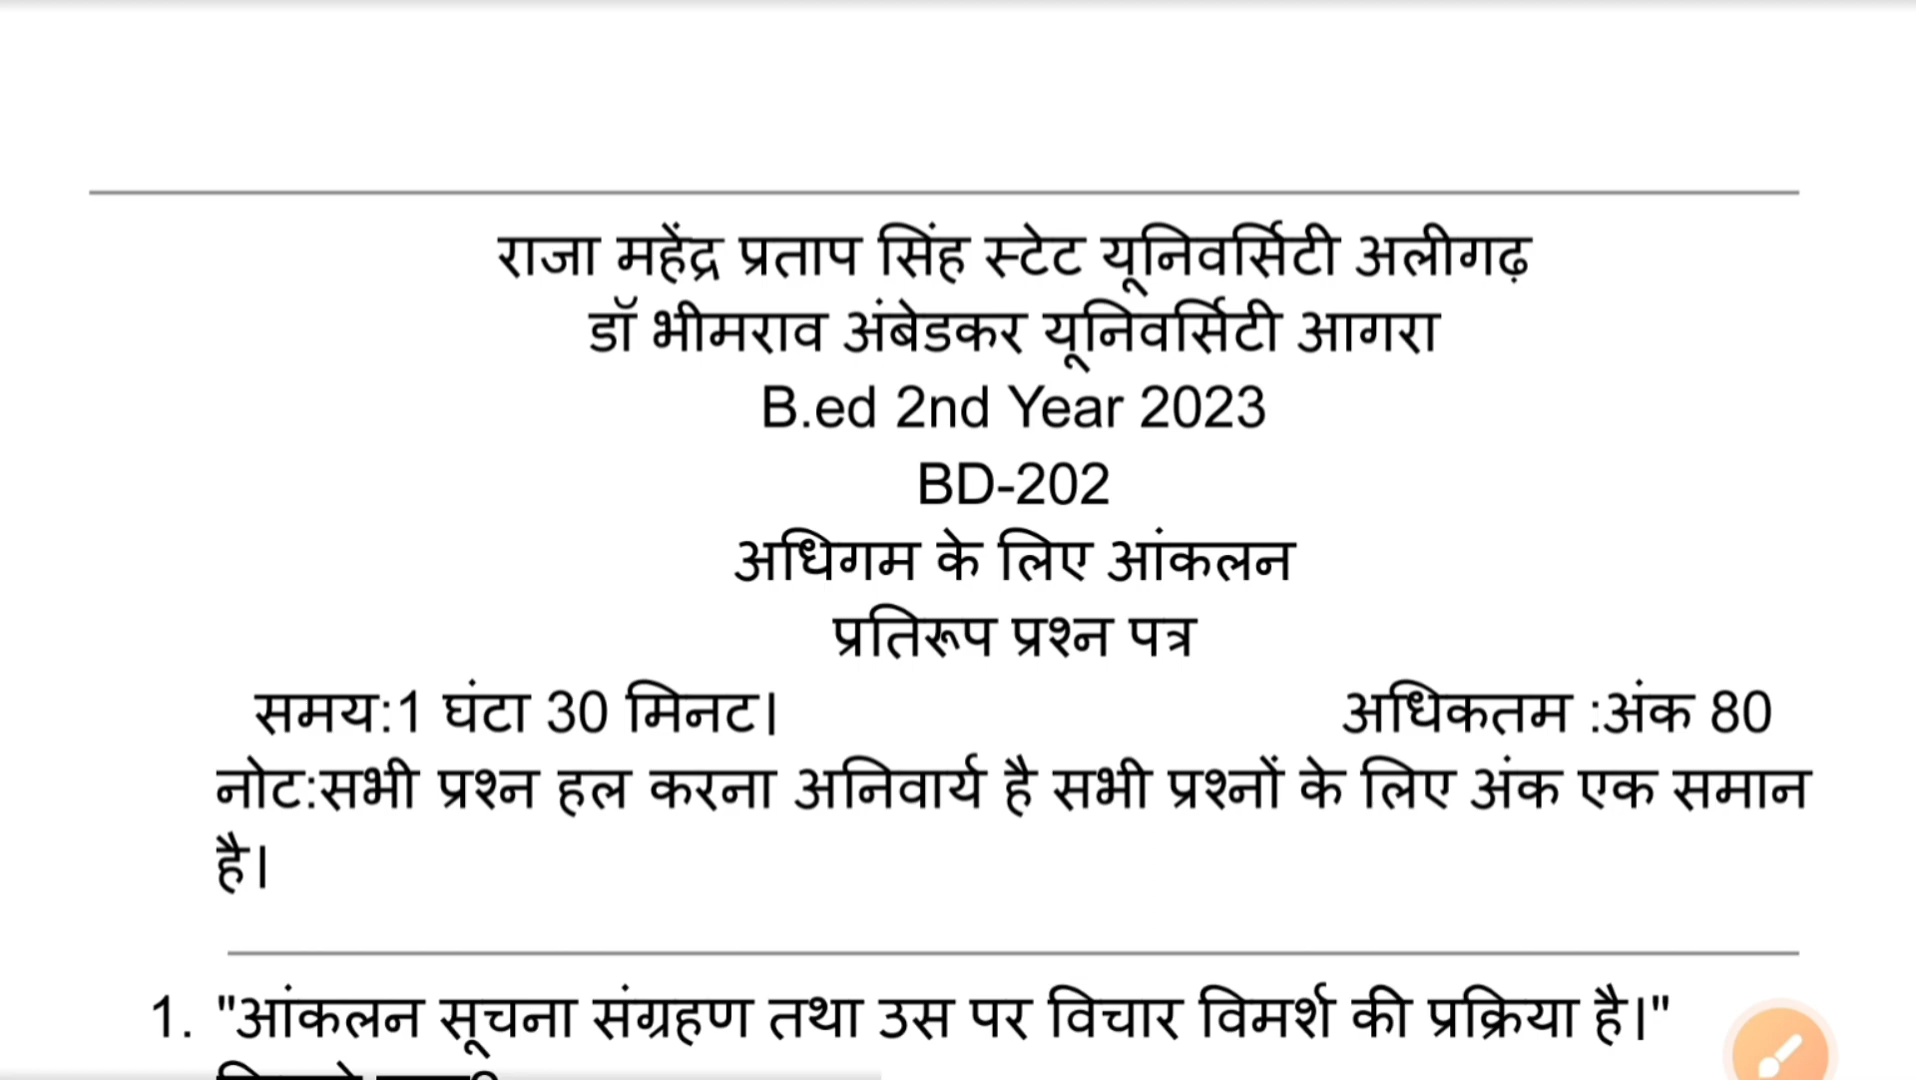 राजा महेंद्र प्रताप सिंह स्टेट यूनिवर्सिटी अलीगढ़
डॉ भीमराव अंबेडकर यूनिवर्सिटी आगरा
B.ed 2nd Year 2023
BD-202
अधिगम के लिए आंकलन
प्रतिरूप प्रश्न पत्र
समय:1 घंटा 30 मिनट। अधिकतम :अंक 80
नोट:सभी प्रश्न हल करना अनिवार्य है सभी प्रश्नों के लिए अंक एक समान
है।
1. "आंकलन सूचना संग्रहण तथा उस पर विचार विमर्श की प्रक्रिया है।"